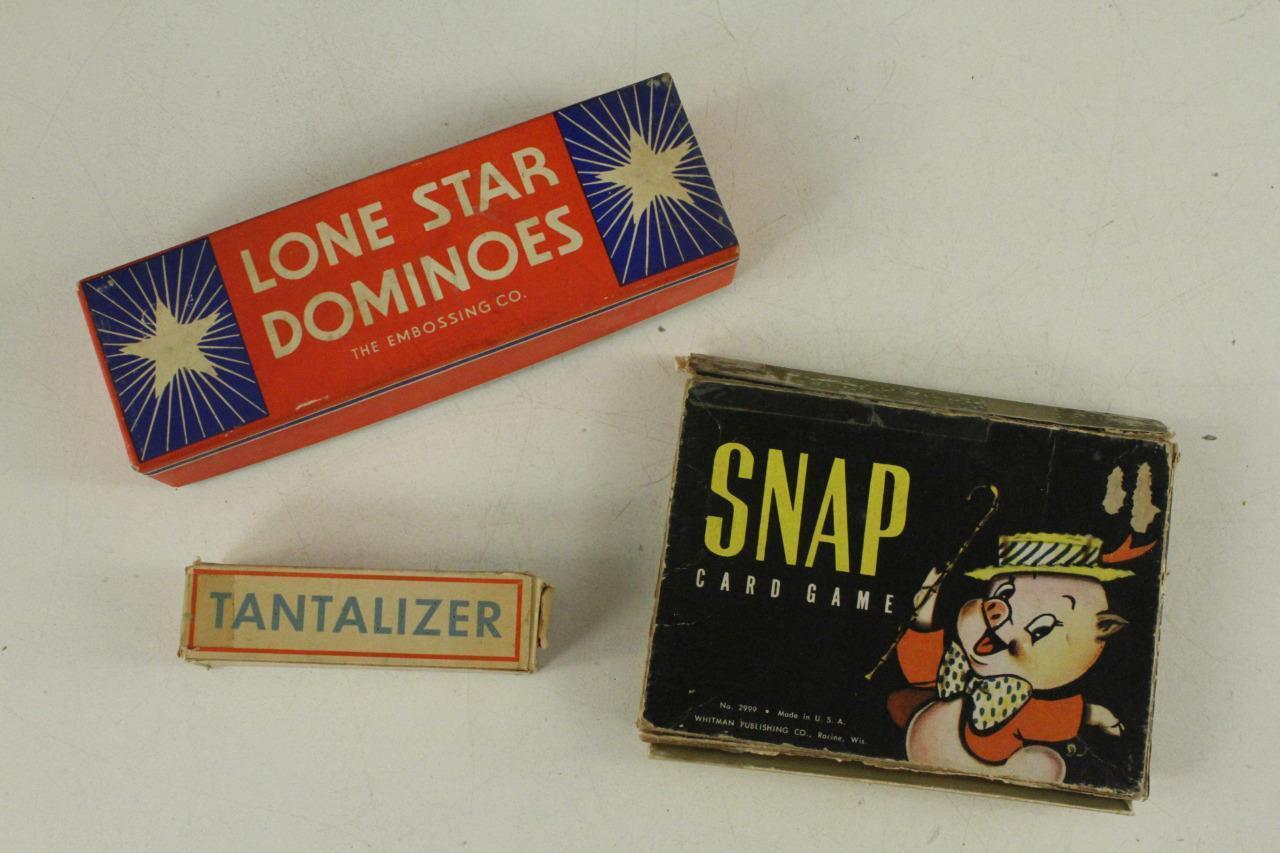 LONE STAR
DOMINOES
THE EMBOSSING CO.
TANTALIZER
SNAP
CARD GAME
No. 2999 • Made in U. S. A.
WHITMAN PUBLISHING CO., Racine, Wis.